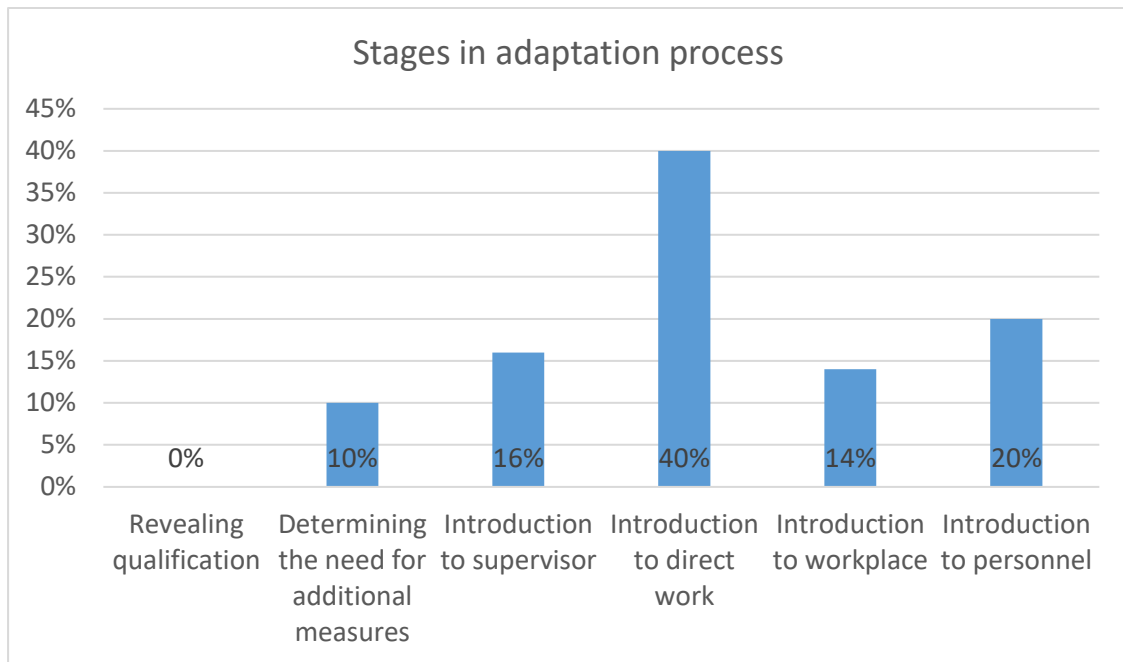 Stages in adaptation process
45%
40%
35%
30%
25%
20%
15%
10%
5%
0%
0%
10%
16%
40%
14%
20%
Revealing
qualification
Determining
the need for
additional
measures
Introduction
to supervisor
Introduction
to direct
work
Introduction
to workplace
Introduction
to personnel